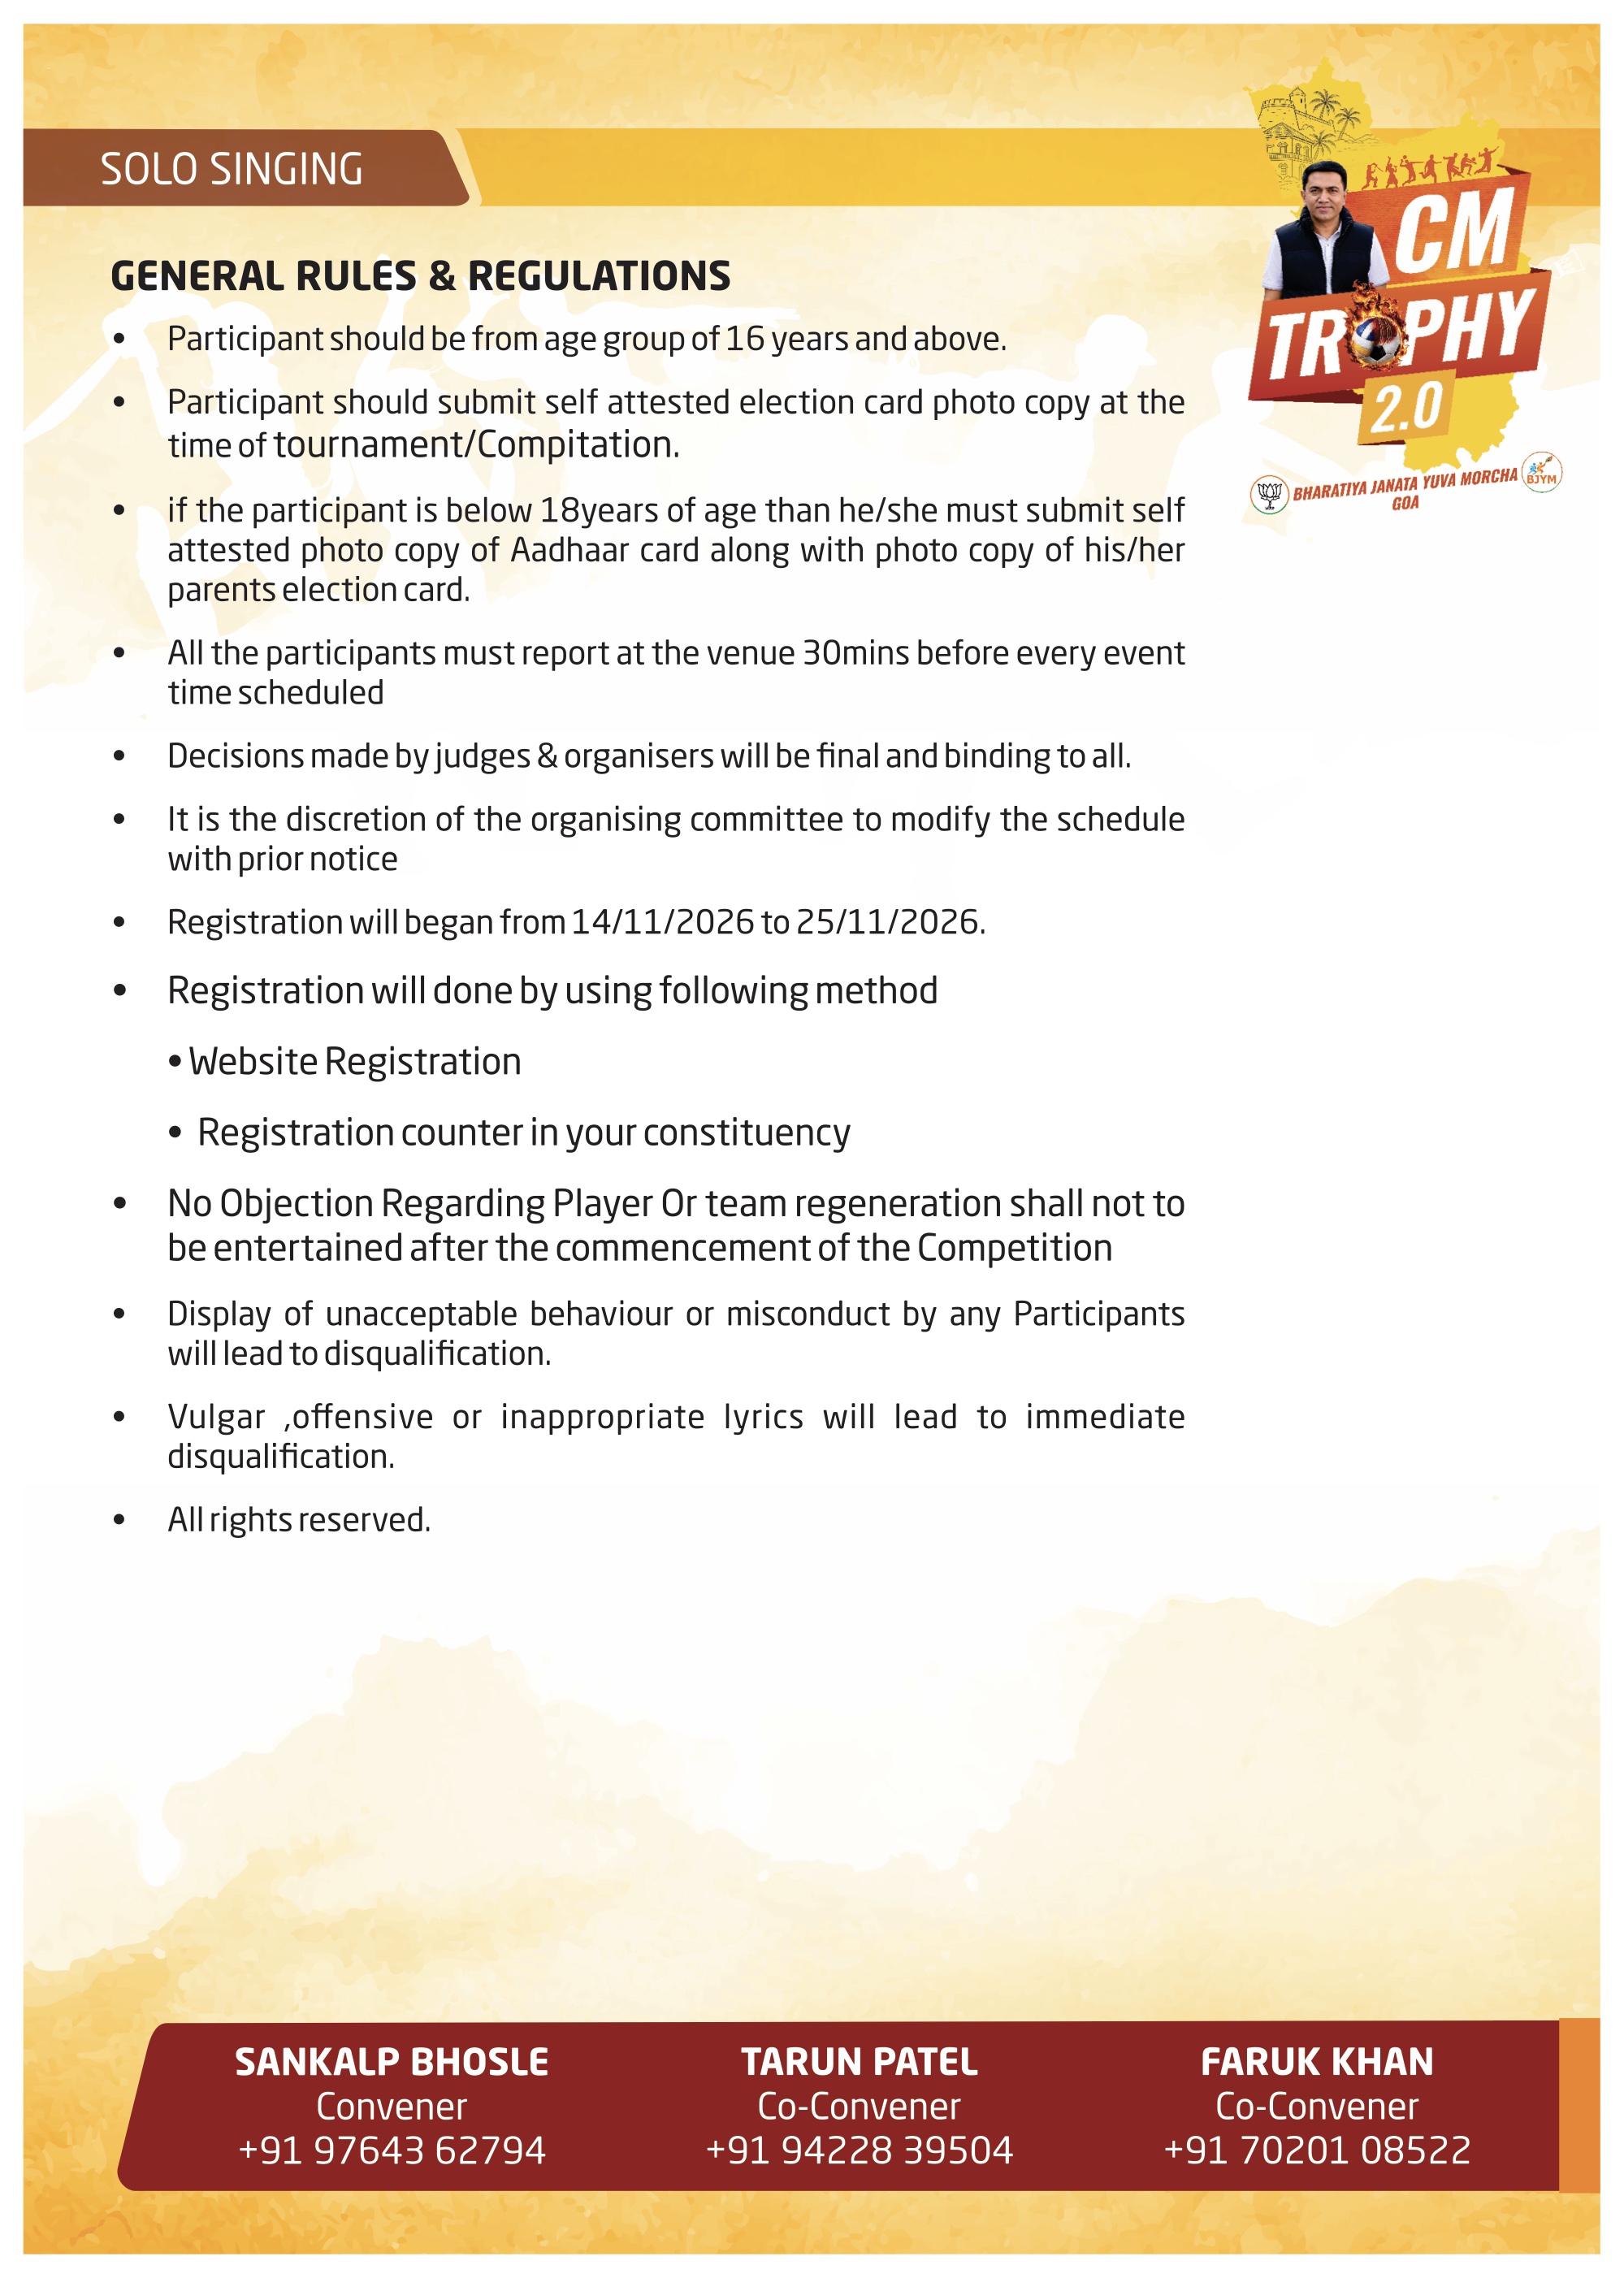 SOLO SINGING
CM
TROPHY
2.0
BHARATIYA JANATA YUVA MORCHA
GOA
BJYM
GENERAL RULES & REGULATIONS
• Participant should be from age group of 16 years and above.
• Participant should submit self attested election card photo copy at the
time of tournament/Compitation.
• if the participant is below 18years of age than he/she must submit self
attested photo copy of Aadhaar card along with photo copy of his/her
parents election card.
• All the participants must report at the venue 30mins before every event
time scheduled
• Decisions made by judges & organisers will be final and binding to all.
• It is the discretion of the organising committee to modify the schedule
with prior notice
• Registration will began from 14/11/2026 to 25/11/2026.
• Registration will done by using following method
• Website Registration
• Registration counter in your constituency
• No Objection Regarding Player Or team regeneration shall not to
be entertained after the commencement of the Competition
• Display of unacceptable behaviour or misconduct by any Participants
will lead to disqualification.
• Vulgar ,offensive or inappropriate lyrics will lead to immediate
disqualification.
• All rights reserved.
SANKALP BHOSLE
Convener
+91 97643 62794
TARUN PATEL
Co-Convener
+91 94228 39504
FARUK KHAN
Co-Convener
+91 70201 08522